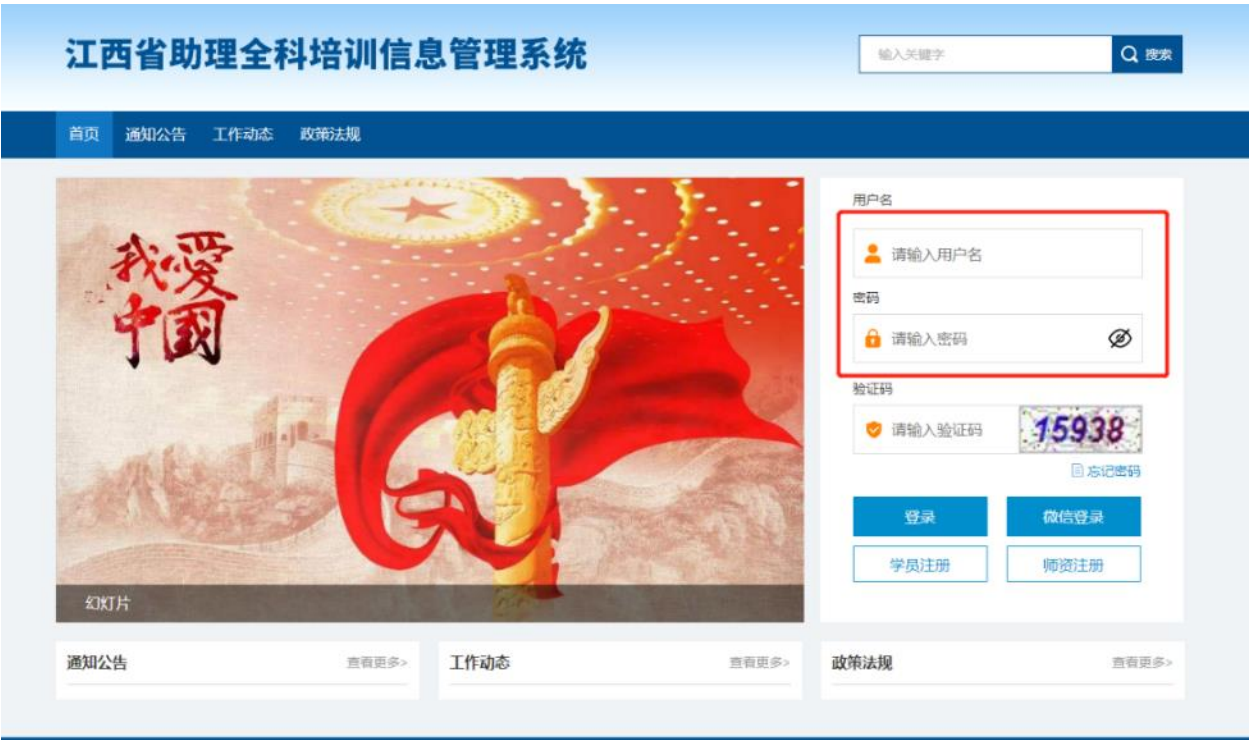 江西省助理全科培训信息管理系统
输入关键字 搜索
首页 通知公告 工作动态 政策法规
用户名
请输入用户名
密码
请输入密码
验证码
请输入验证码 15938
忘记密码
登录 微信登录
学员注册 师资注册
我愛
中國
幻灯片
通知公告 查看更多> 工作动态 查看更多> 政策法规 查看更多>